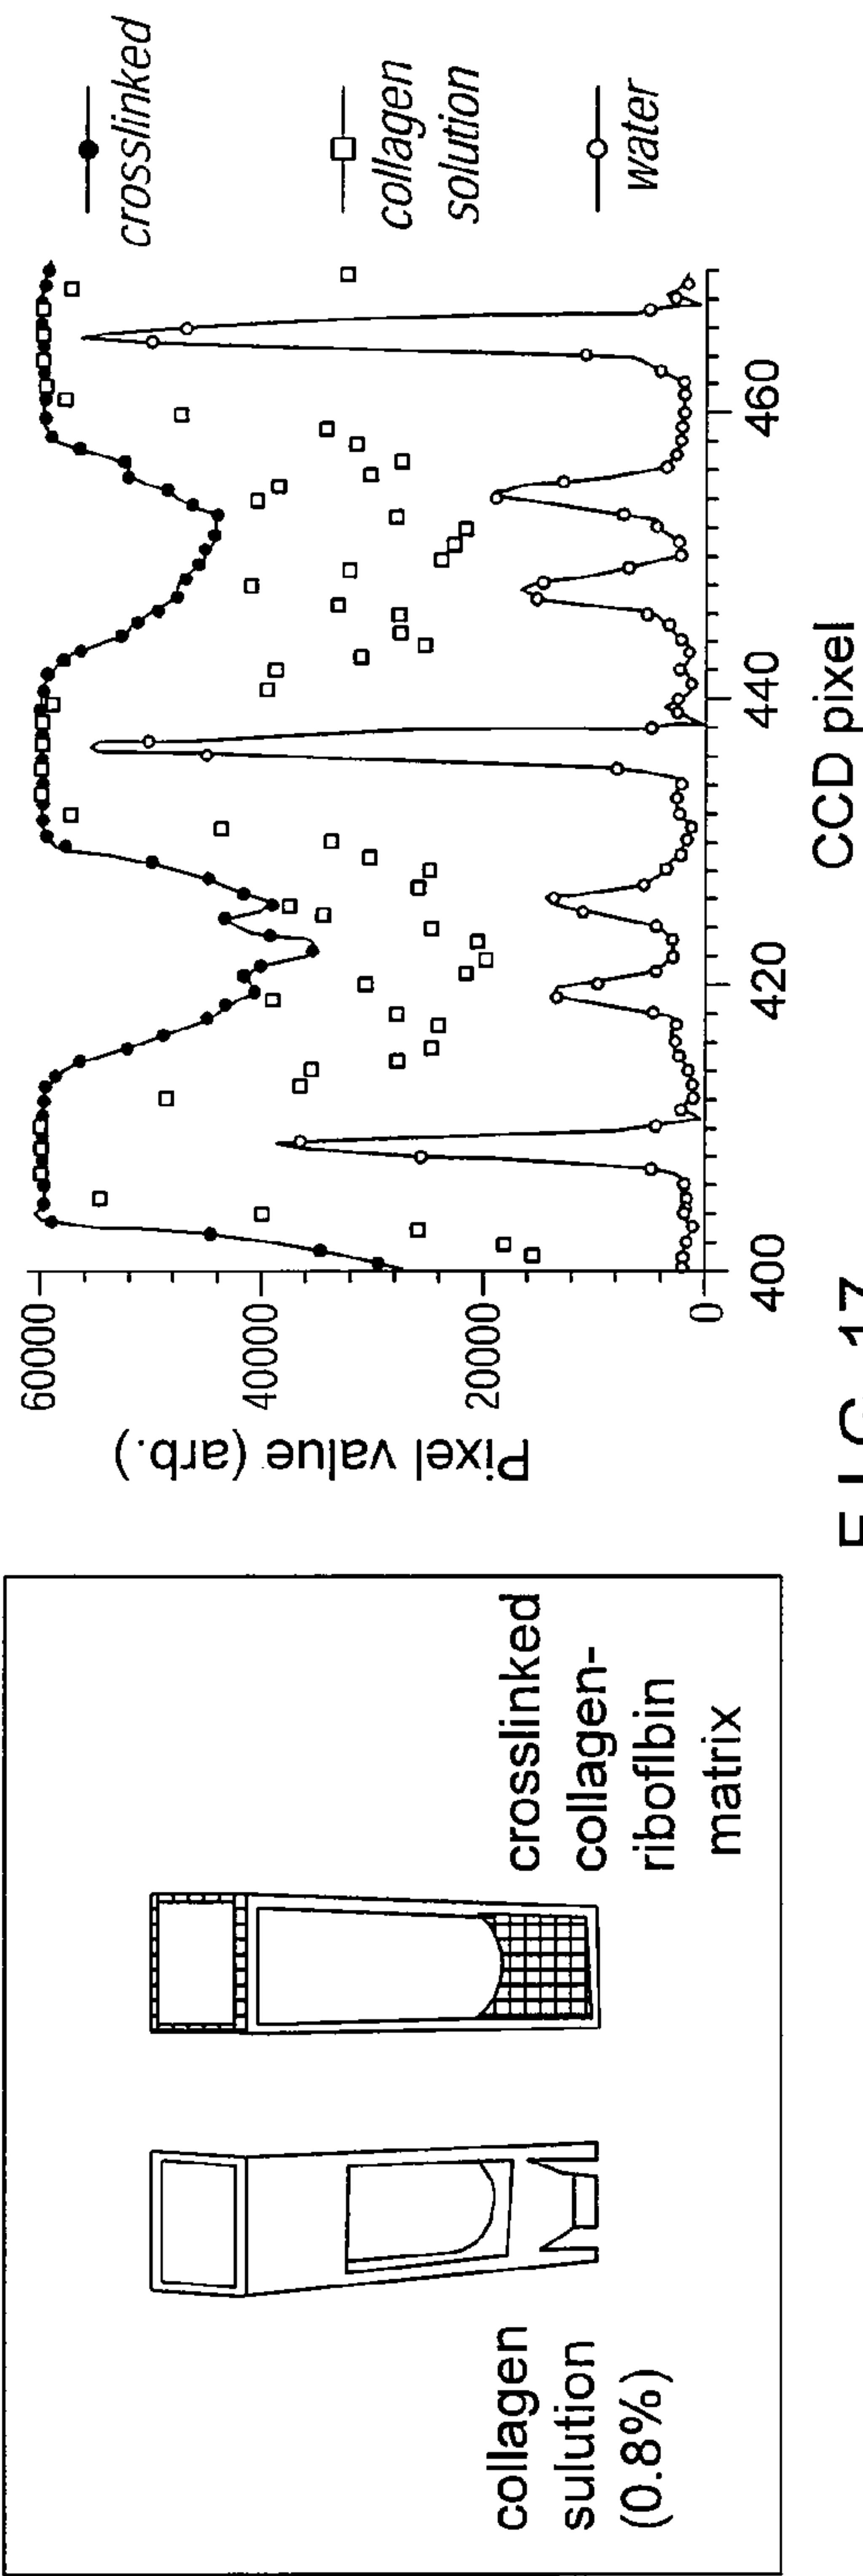 collagen
sulution
(0.8%)
crosslinked
collagen-
riboflbin
matrix
Pixel value (arb.)
60000
40000
20000
0
400
420
440
460
CCD pixel
crosslinked
collagen
solution
water